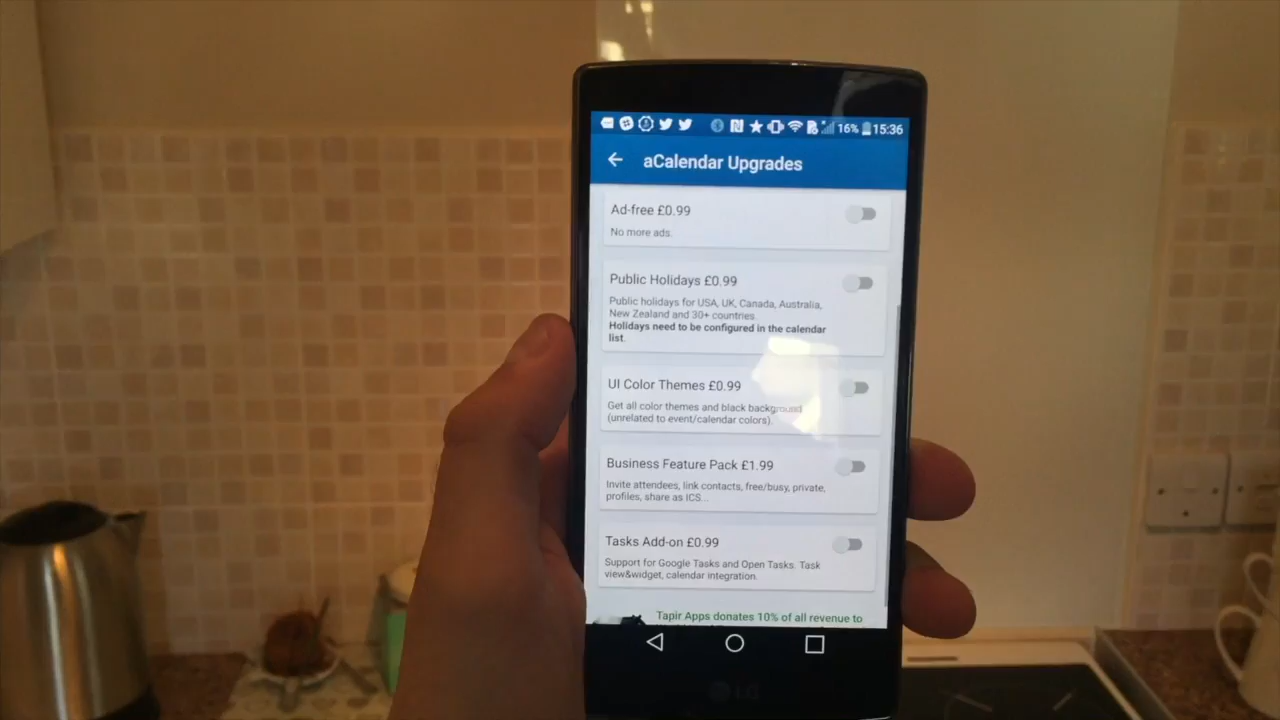 16% 15:36
aCalendar Upgrades
Ad-free £0.99
No more ads.
Public Holidays £0.99
Public holidays for USA, UK, Canada, Australia,
New Zealand and 30+ countries.
Holidays need to be configured in the calendar
list.
UI Color Themes £0.99
Get all color themes and black background
(unrelated to event/calendar colors).
Business Feature Pack £1.99
Invite attendees, link contacts, free/busy, private,
profiles, share as ICS...
Tasks Add-on £0.99
Support for Google Tasks and Open Tasks. Task
view&widget, calendar integration.
Tapir Apps donates 10% of all revenue to
LG